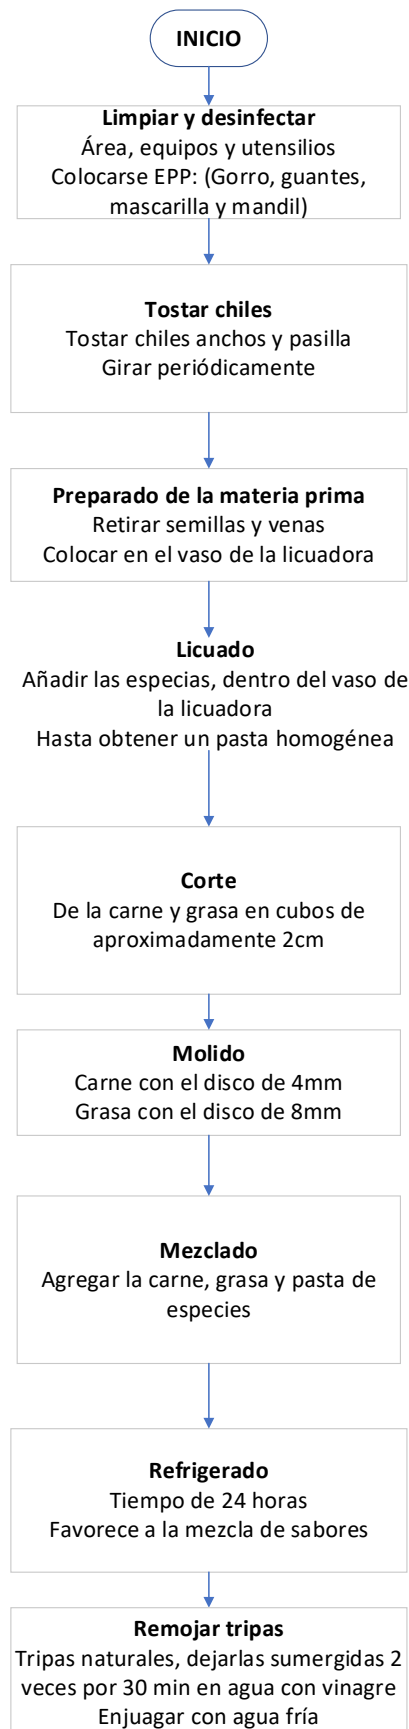 INICIO
Limpiar y desinfectar
Área, equipos y utensilios
Colocarse EPP: (Gorro, guantes,
mascarilla y mandil)
Tostar chiles
Tostar chiles anchos y pasilla
Girar periódicamente
Preparado de la materia prima
Retirar semillas y venas
Colocar en el vaso de la licuadora
Licuado
Añadir las especias, dentro del vaso de
la licuadora
Hasta obtener un pasta homogénea
Corte
De la carne y grasa en cubos de
aproximadamente 2cm
Molido
Carne con el disco de 4mm
Grasa con el disco de 8mm
Mezclado
Agregar la carne, grasa y pasta de
especies
Refrigerado
Tiempo de 24 horas
Favorece a la mezcla de sabores
Remojar tripas
Tripas naturales, dejarlas sumergidas 2
veces por 30 min en agua con vinagre
Enjuagar con agua fría